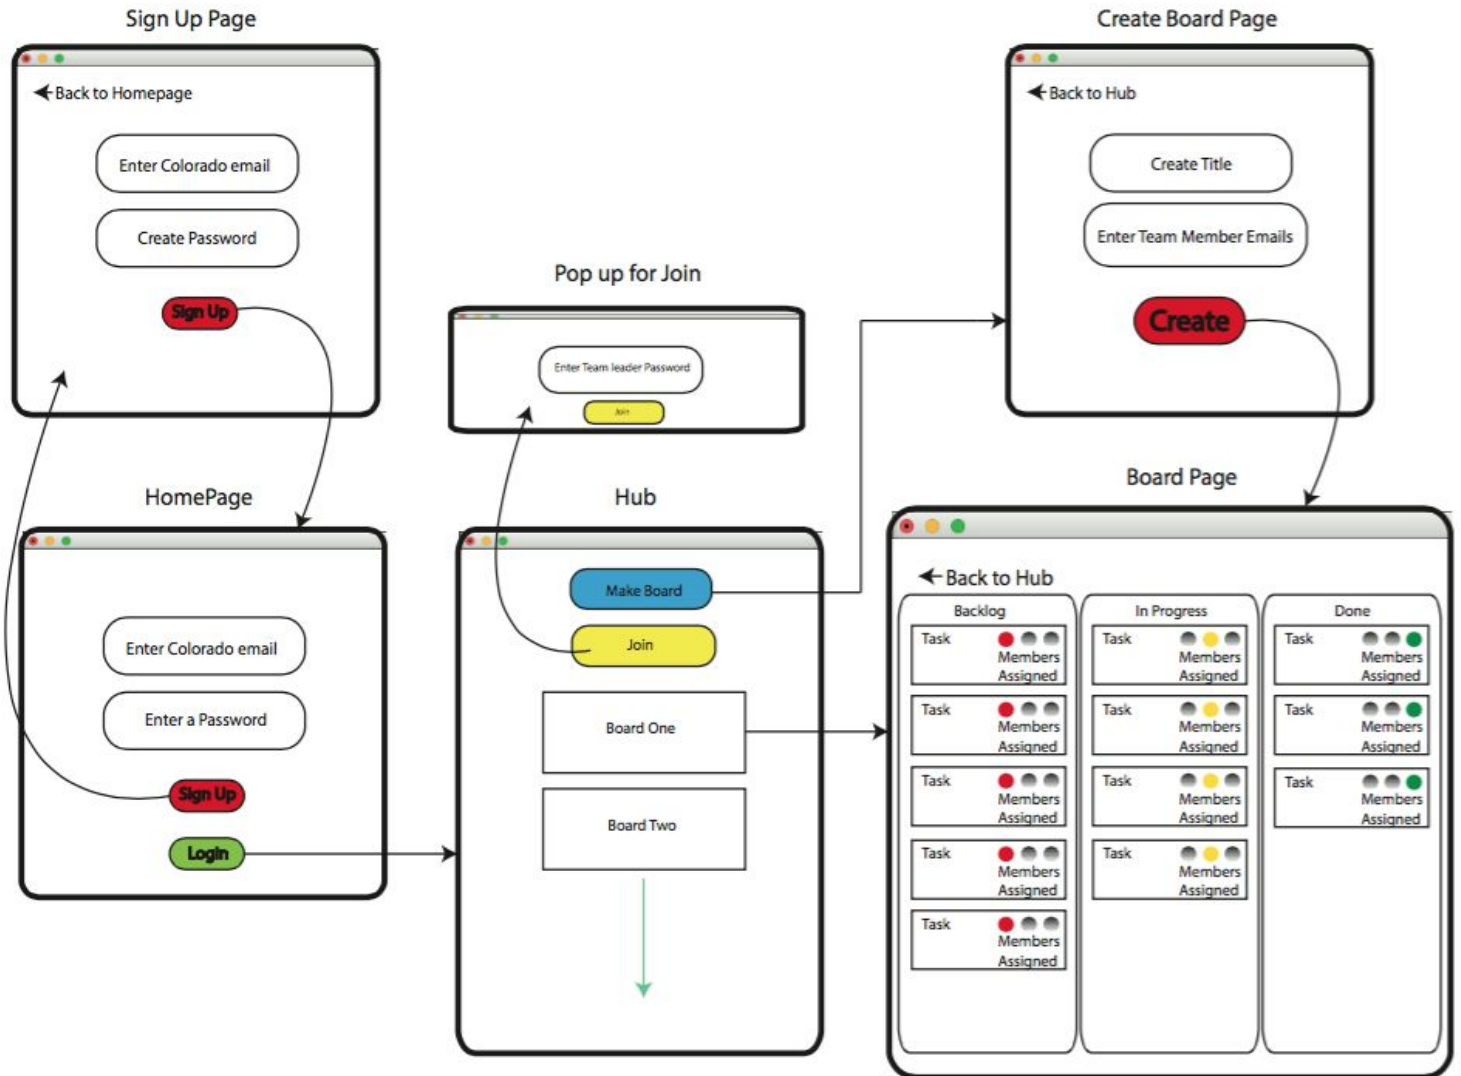 Sign Up Page
Back to Homepage
Enter Colorado email
Create Password
Sign Up
Pop up for Join
Enter Team leader Password
Join
Create Board Page
Back to Hub
Create Title
Enter Team Member Emails
Create
HomePage
Enter Colorado email
Enter a Password
Sign Up
Login
Hub
Make Board
Join
Board One
Board Two
Board Page
Back to Hub
Backlog
Task
Members
Assigned
Task
Members
Assigned
Task
Members
Assigned
Task
Members
Assigned
Task
Members
Assigned
In Progress
Task
Members
Assigned
Task
Members
Assigned
Task
Members
Assigned
Task
Members
Assigned
Done
Task
Members
Assigned
Task
Members
Assigned
Task
Members
Assigned